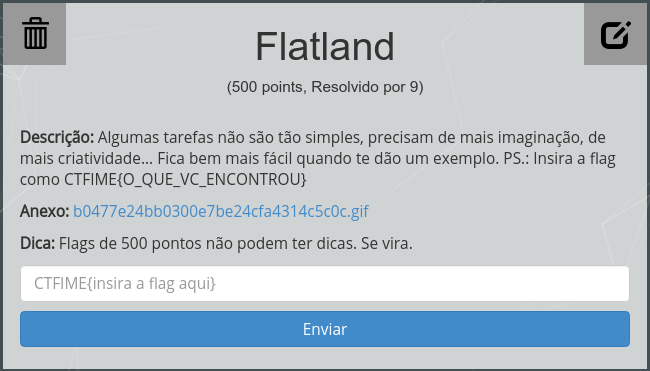 Flatland
(500 points, Resolvido por 9)
Descrição: Algumas tarefas não são tão simples, precisam de mais imaginação, de
mais criatividade... Fica bem mais fácil quando te dão um exemplo. PS.: Insira a flag
como CTFIME{O_QUE_VC_ENCONTROU}
Anexo: b0477e24bb0300e7be24cfa4314c5c0c.gif
Dica: Flags de 500 pontos não podem ter dicas. Se vira.
CTFIME{insira a flag aqui}
Enviar